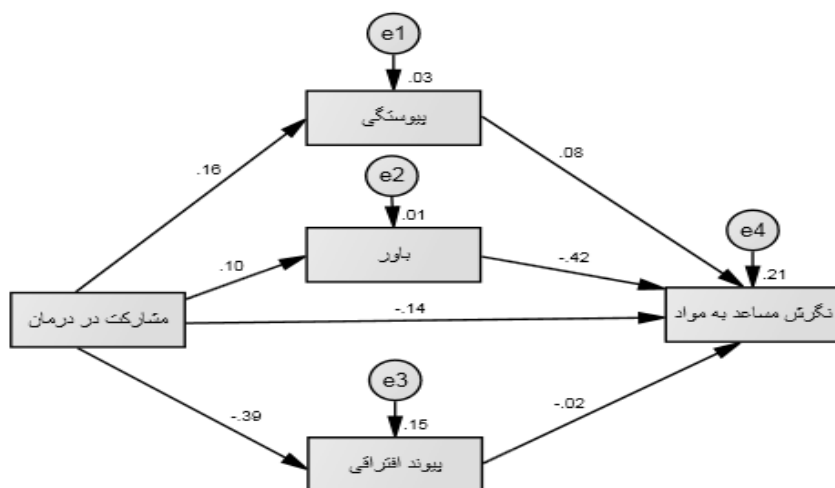 e1
.03
پیوستگی
.16
.08
e2
.01
باور
.10
-.42
e4
.21
مشارکت در درمان
-.14
نگرش مساعد به مواد
e3
-.39
.15
-.02
پیوند افتراقی